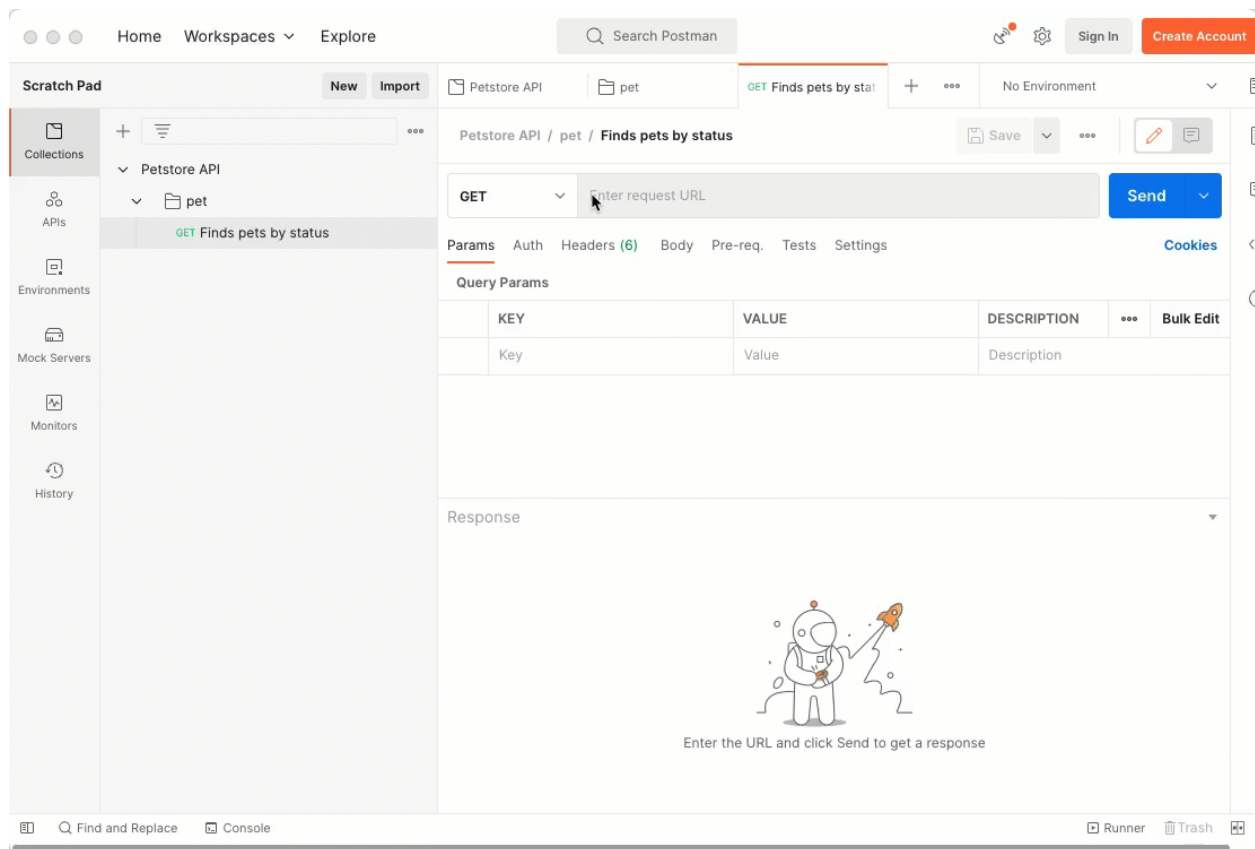 Home Workspaces Explore Search Postman Sign In Create Account
Scratch Pad New Import Petstore API pet GET Finds pets by stat No Environment
Collections
APIs
Environments
Mock Servers
Monitors
History
Petstore API
pet
GET Finds pets by status
Petstore API / pet / Finds pets by status Save
GET Enter request URL Send
Params Auth Headers (6) Body Pre-req. Tests Settings Cookies
Query Params
KEY VALUE DESCRIPTION Bulk Edit
Key Value Description
Response
Enter the URL and click Send to get a response
Find and Replace Console Runner Trash